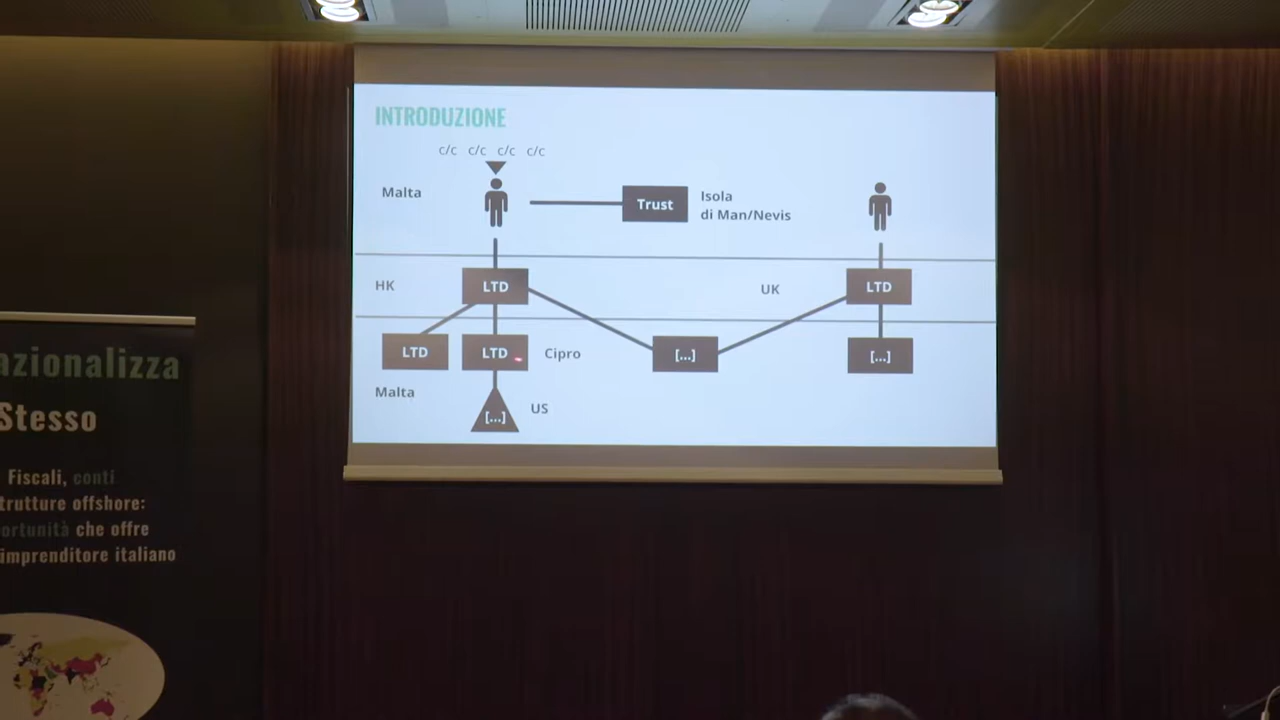 INTRODUZIONE
c/c c/c c/c c/c
Malta
Trust
Isola
di Man/Nevis
HK
LTD
UK
LTD
LTD
LTD
Cipro
[...]
[...]
Malta
[...]
US
azionalizza
Stesso
Fiscali, conti
trutture offshore:
ortunità che offre
imprenditore italiano